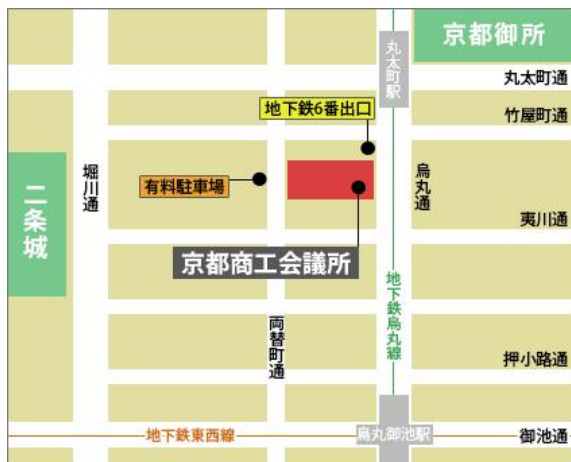 京都御所
丸太町駅
丸太町通
地下鉄6番出口
竹屋町通
堀川通
有料駐車場
烏丸通
二条城
夷川通
京都商工会議所
地下鉄烏丸線
両替町通
押小路通
地下鉄東西線
烏丸御池駅
御池通